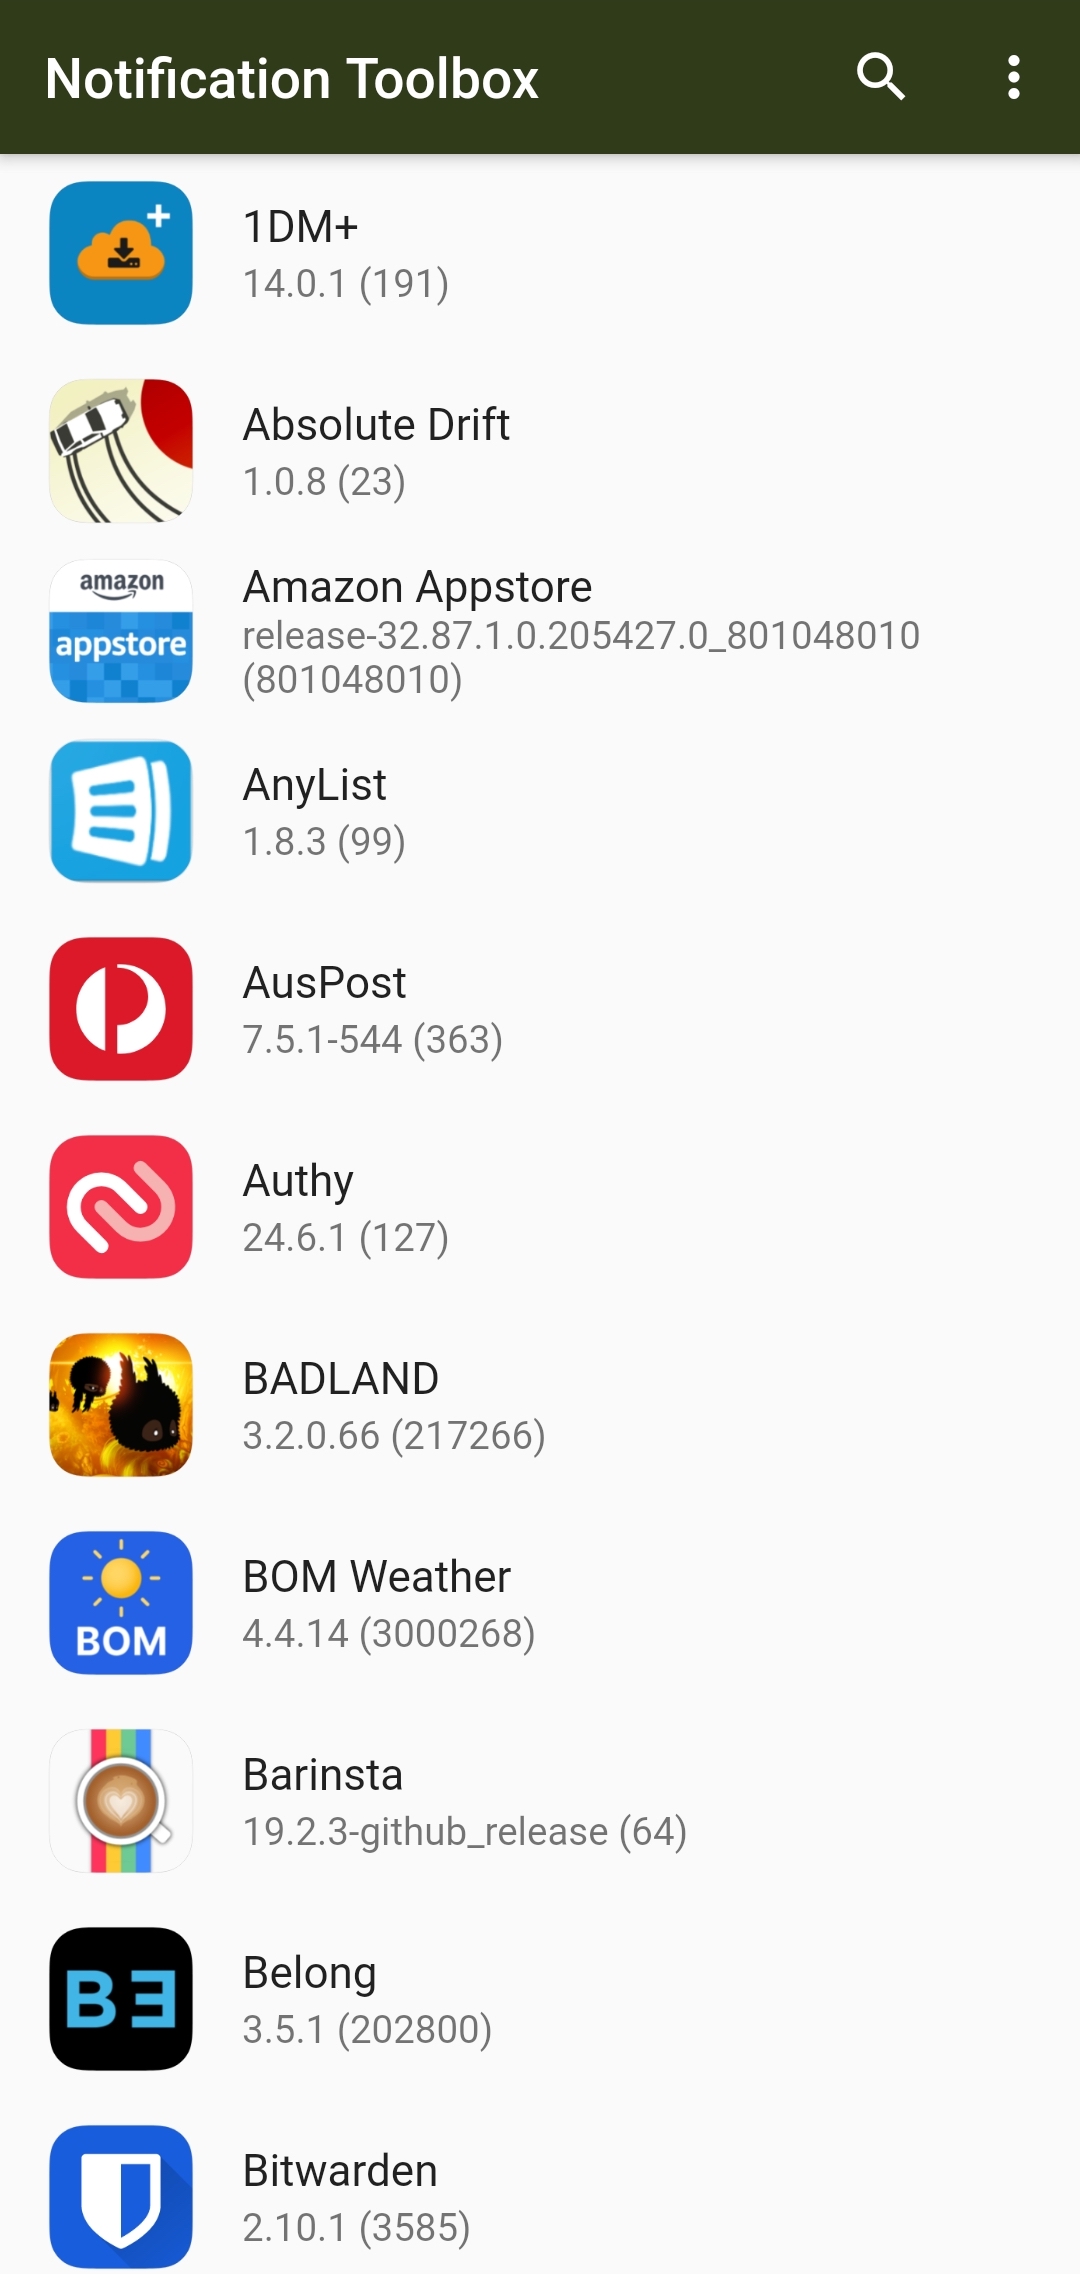 Notification Toolbox
1DM+
14.0.1 (191)
Absolute Drift
1.0.8 (23)
amazon
appstore
Amazon Appstore
release-32.87.1.0.205427.0_801048010
(801048010)
AnyList
1.8.3 (99)
AusPost
7.5.1-544 (363)
Authy
24.6.1 (127)
BADLAND
3.2.0.66 (217266)
BOM
BOM Weather
4.4.14 (3000268)
Barinsta
19.2.3-github_release (64)
BE
Belong
3.5.1 (202800)
Bitwarden
2.10.1 (3585)